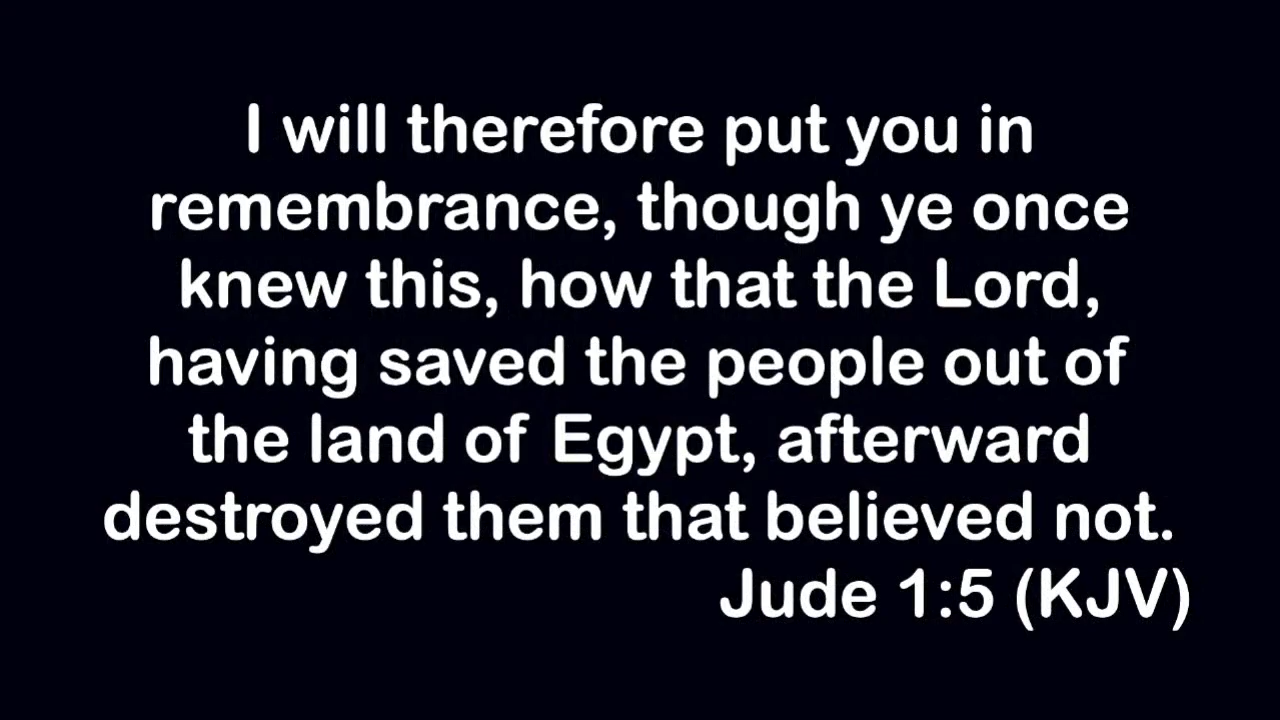 I will therefore put you in
remembrance, though ye once
knew this, how that the Lord,
having saved the people out of
the land of Egypt, afterward
destroyed them that believed not.
Jude 1:5 (KJV)